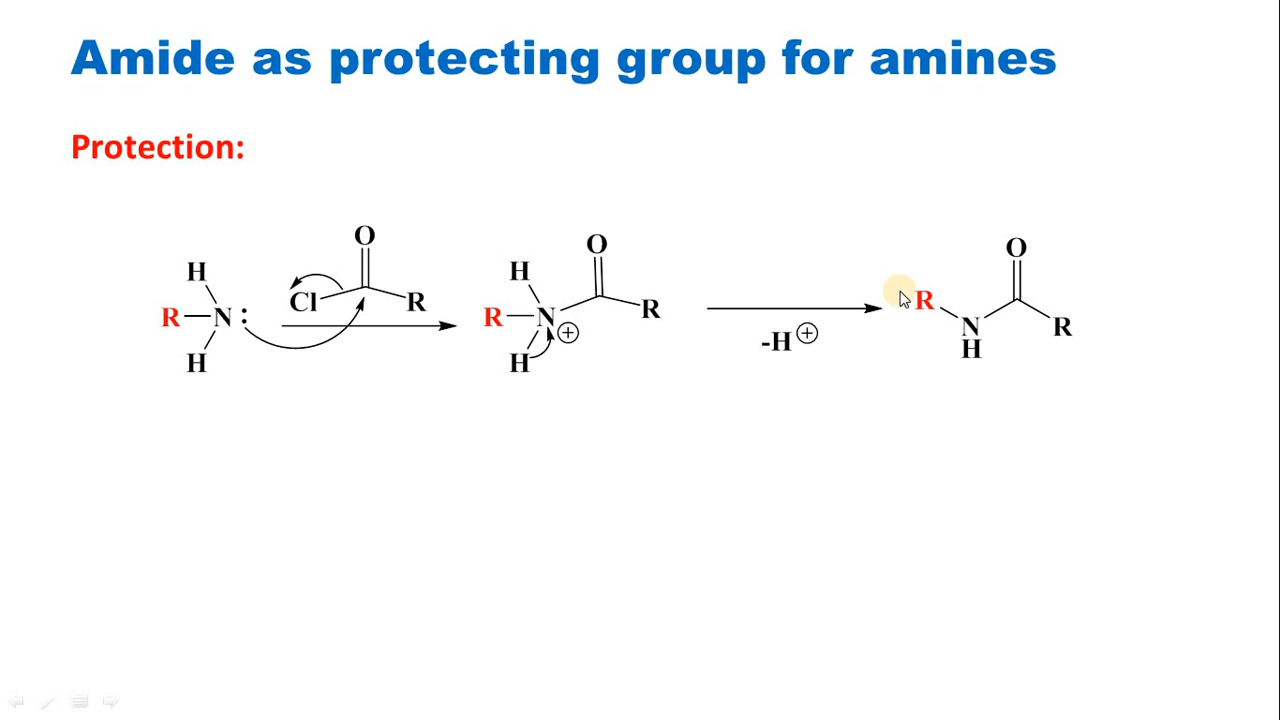 Amide as protecting group for amines
Protection:
H
R N :
H
O
Cl R
H
R N ⊕
H
O
R
-H ⊕
R
N
H
O
R